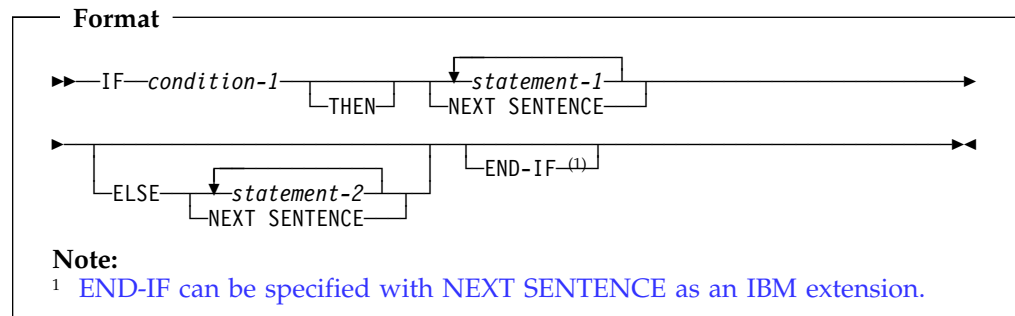 Format
IF condition-1 THEN statement-1
NEXT SENTENCE
ELSE statement-2
NEXT SENTENCE
END-IF (1)
Note:
1 END-IF can be specified with NEXT SENTENCE as an IBM extension.